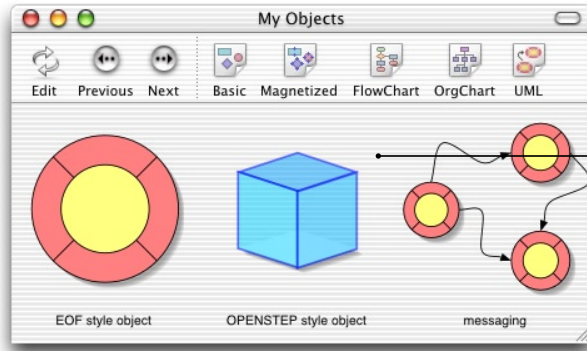 My Objects
Edit Previous Next Basic Magnetized FlowChart OrgChart UML
EOF style object OPENSTEP style object messaging